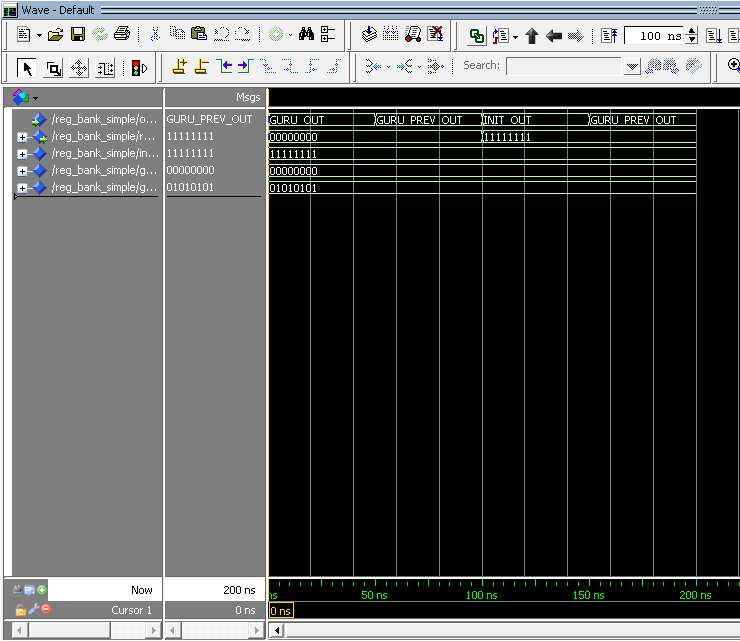 Wave - Default
100 ns
Search:
Msgs
/reg_bank_simple/o... GURU_PREV_OUT GURU_OUT GURU_PREV_OUT INIT_OUT GURU_PREV_OUT
/reg_bank_simple/r... 11111111 00000000 11111111
/reg_bank_simple/in... 11111111 11111111
/reg_bank_simple/g... 00000000 00000000
/reg_bank_simple/g... 01010101 01010101
Now 200 ns ns 50 ns 100 ns 150 ns 200 ns
Cursor 1 0 ns 0 ns